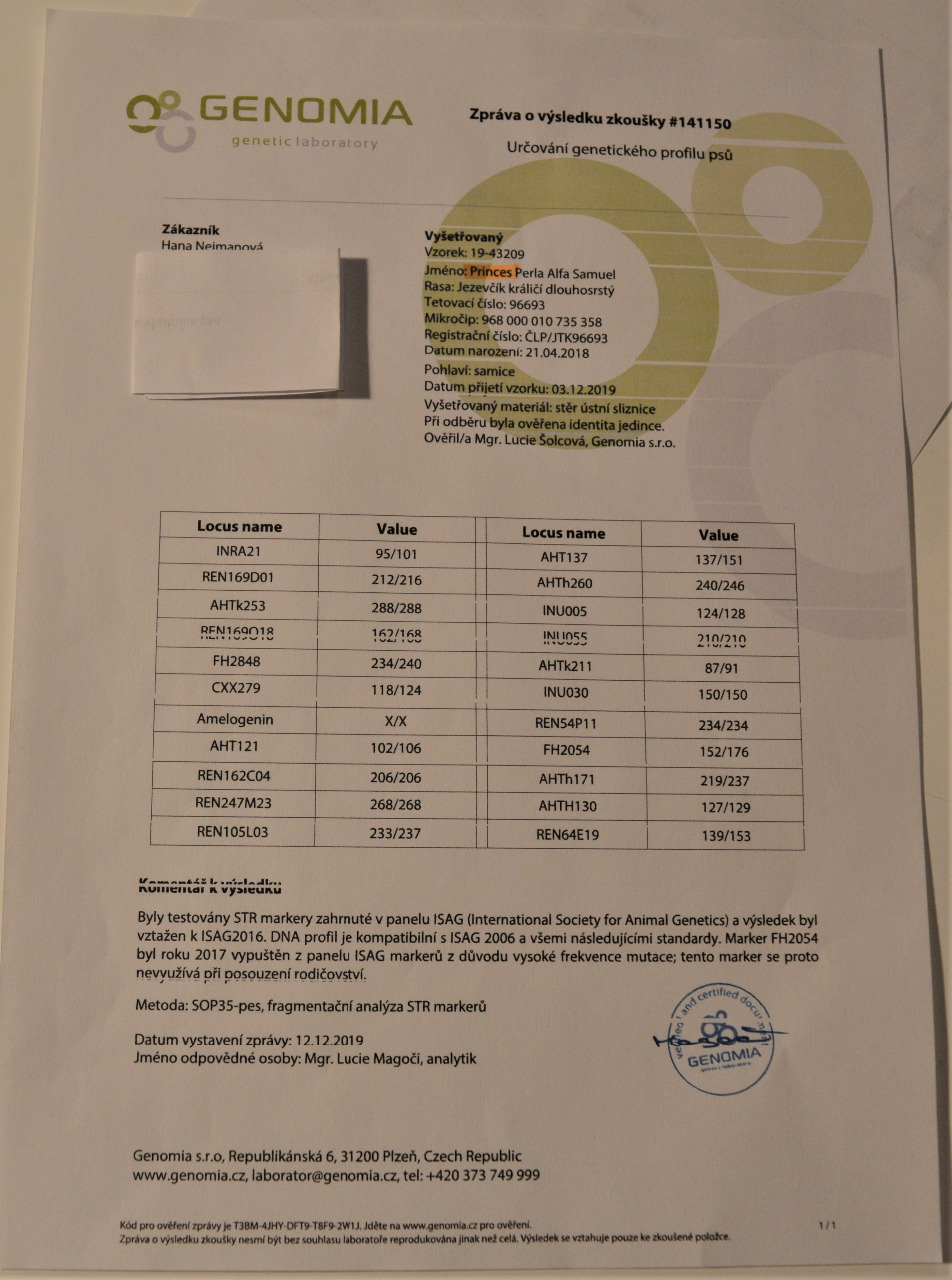 GENOMIA
genetic laboratory
Zpráva o výsledku zkoušky #141150
Určování genetického profilu psů
Zákazník
Hana Nejmanová
Vyšetřovaný
Vzorek: 19-43209
Jméno: Princes Perla Alfa Samuel
Rasa: Jezevčík králičí dlouhosrstý
Tetovací číslo: 96693
Mikročip: 968 000 010 735 358
Registrační číslo: ČLP/JTK96693
Datum narození: 21.04.2018
Pohlaví: samice
Datum přijetí vzorku: 03.12.2019
Vyšetřovaný materiál: stěr ústní sliznice
Při odběru byla ověřena identita jedince.
Ověřil/a Mgr. Lucie Šolcová, Genomia s.r.o.
Locus name Value Locus name Value
INRA21 95/101 AHT137 137/151
REN169D01 212/216 AHTh260 240/246
AHTk253 288/288 INU005 124/128
REN169O18 162/168 INU055 210/210
FH2848 234/240 AHTk211 87/91
CXX279 118/124 INU030 150/150
Amelogenin X/X REN54P11 234/234
AHT121 102/106 FH2054 152/176
REN162C04 206/206 AHTh171 219/237
REN247M23 268/268 AHTH130 127/129
REN105L03 233/237 REN64E19 139/153
Komentář k výsledku
Byly testovány STR markery zahrnuté v panelu ISAG (International Society for Animal Genetics) a výsledek byl
vztažen k ISAG2016. DNA profil je kompatibilní s ISAG 2006 a všemi následujícími standardy. Marker FH2054
byl roku 2017 vypuštěn z panelu ISAG markerů z důvodu vysoké frekvence mutace; tento marker se proto
nevyužívá při posouzení rodičovství.
Metoda: SOP35-pes, fragmentační analýza STR markerů
Datum vystavení zprávy: 12.12.2019
Jméno odpovědné osoby: Mgr. Lucie Magoči, analytik
and certified
GENOMIA
Genomia s.r.o, Republikánská 6, 31200 Plzeň, Czech Republic
www.genomia.cz, laborator@genomia.cz, tel: +420 373 749 999
Kód pro ověření zprávy je T3BM-4JHY-DFT9-T8F9-2W1J. Jděte na www.genomia.cz pro ověření.
1 / 1
Zpráva o výsledku zkoušky nesmí být bez souhlasu laboratoře reprodukována jinak než celá. Výsledek se vztahuje pouze ke zkoušené položce.